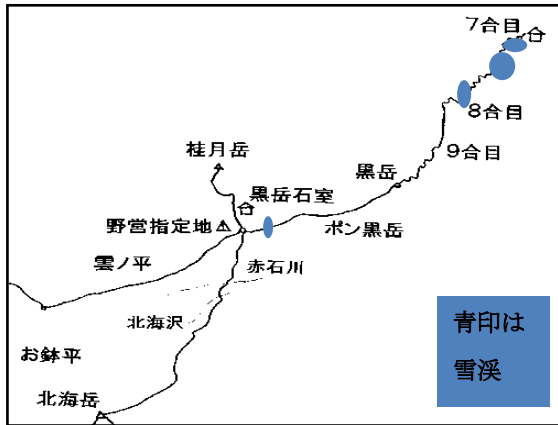 7合目
8合目
9合目
桂月岳
黒岳
黒岳石室
野営指定地
ポン黒岳
雲ノ平
赤石川
北海沢
お鉢平
北海岳
青印は
雪渓